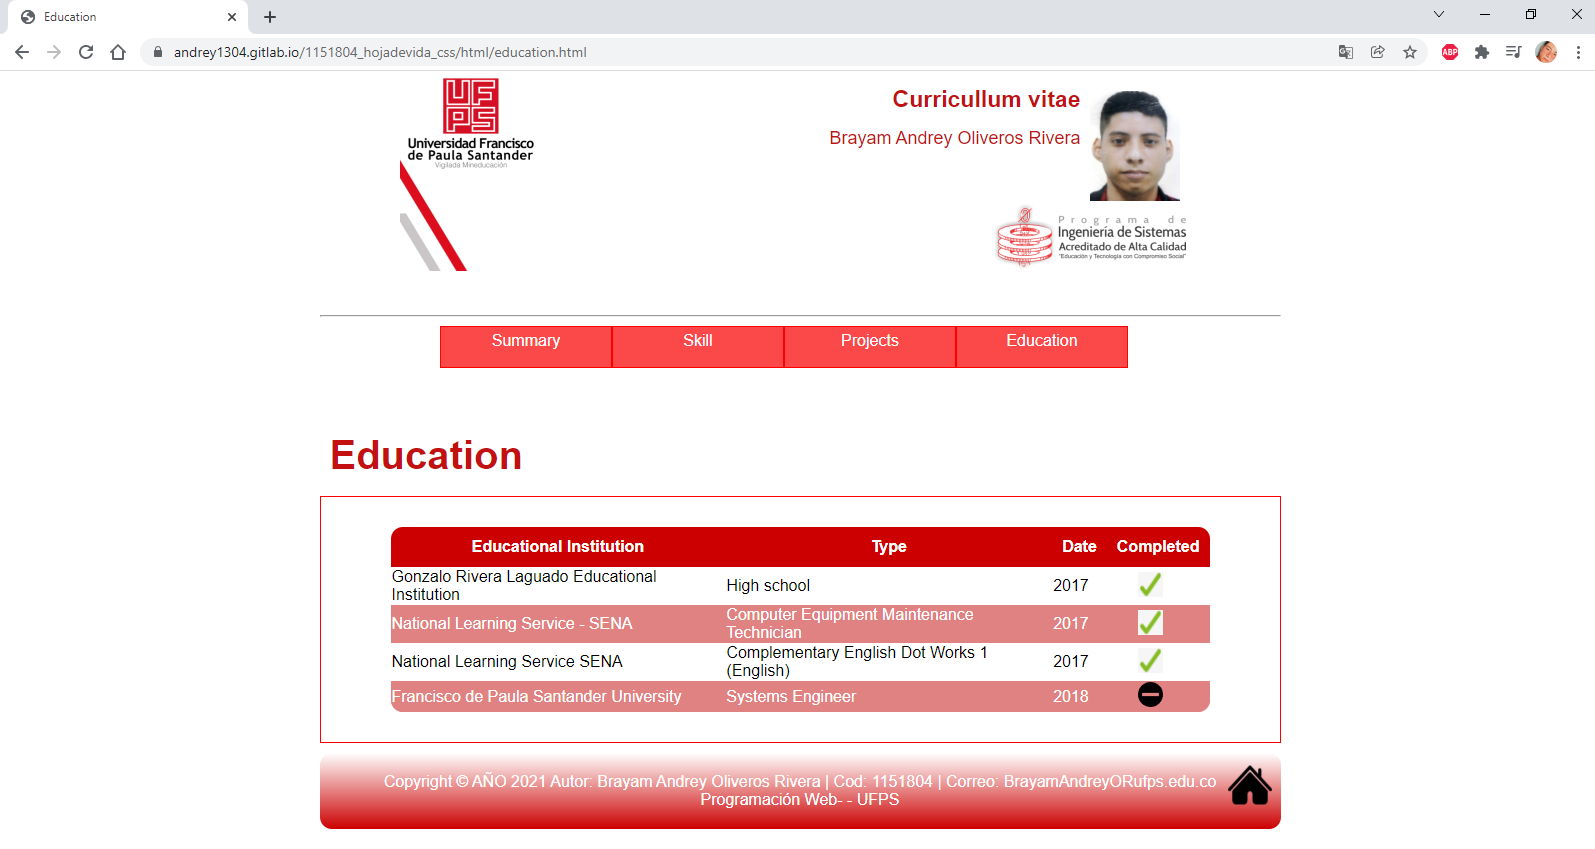 Education
andrey1304.gitlab.io/1151804_hojadevida_css/html/education.html
ABP
UFPS
Universidad Francisco
de Paula Santander
Vigilada Mineducación
Curricullum vitae
Brayam Andrey Oliveros Rivera
Programa de
Ingeniería de Sistemas
Acreditado de Alta Calidad
"Educación y Tecnología con Compromiso Social"
Summary Skill Projects Education
Education
Educational Institution Type Date Completed
Gonzalo Rivera Laguado Educational
Institution
High school 2017
National Learning Service - SENA
Computer Equipment Maintenance
Technician
2017
National Learning Service SENA
Complementary English Dot Works 1
(English)
2017
Francisco de Paula Santander University Systems Engineer 2018
Copyright © AÑO 2021 Autor: Brayam Andrey Oliveros Rivera | Cod: 1151804 | Correo: BrayamAndreyORufps.edu.co
Programación Web- - UFPS